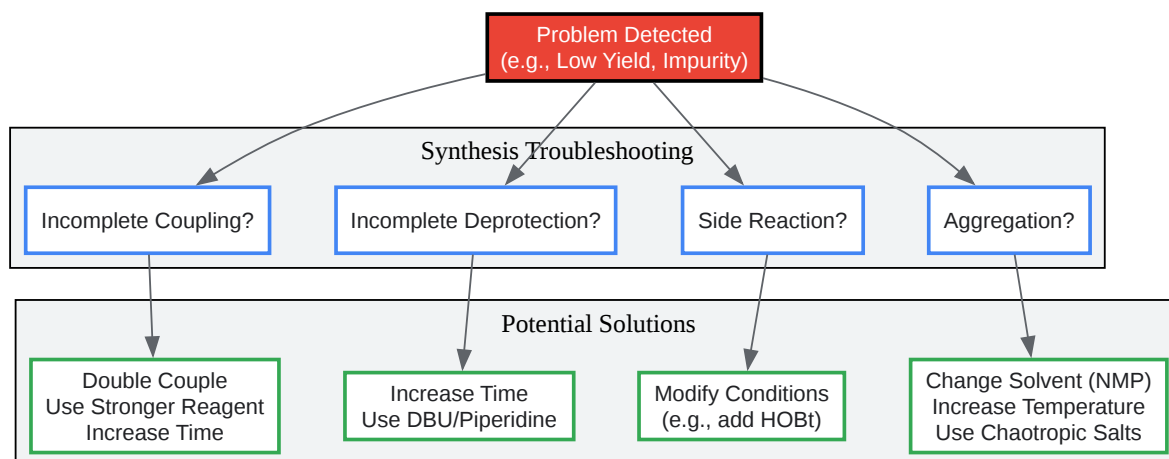 Problem Detected
(e.g., Low Yield, Impurity)
Synthesis Troubleshooting
Incomplete Coupling?
Incomplete Deprotection?
Side Reaction?
Aggregation?
Potential Solutions
Double Couple
Use Stronger Reagent
Increase Time
Increase Time
Use DBU/Piperidine
Modify Conditions
(e.g., add HOBt)
Change Solvent (NMP)
Increase Temperature
Use Chaotropic Salts